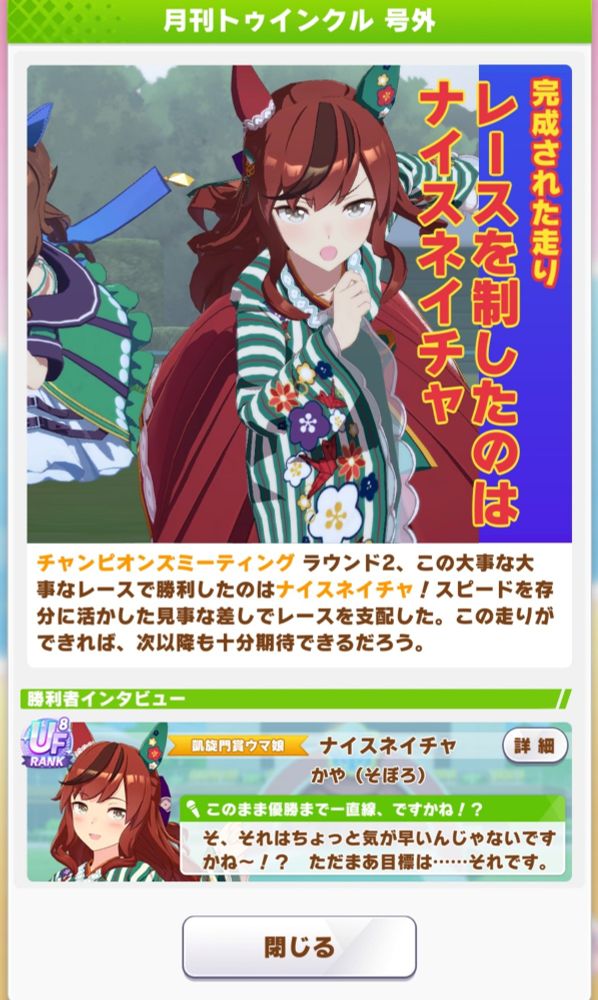 月刊トゥインクル 号外
完成された走り
レースを制したのは
ナイスネイチャ
チャンピオンズミーティング ラウンド2、この大事な大
事なレースで勝利したのはナイスネイチャ！スピードを存
分に活かした見事な差しでレースを支配した。この走りが
できれば、次以降も十分期待できるだろう。
勝利者インタビュー
UF8
RANK
凱旋門賞ウマ娘
ナイスネイチャ
詳細
かや（そぼろ）
このまま優勝まで一直線、ですかね！？
そ、それはちょっと気が早いんじゃないです
かね〜！？　ただまあ目標は……それです。
閉じる